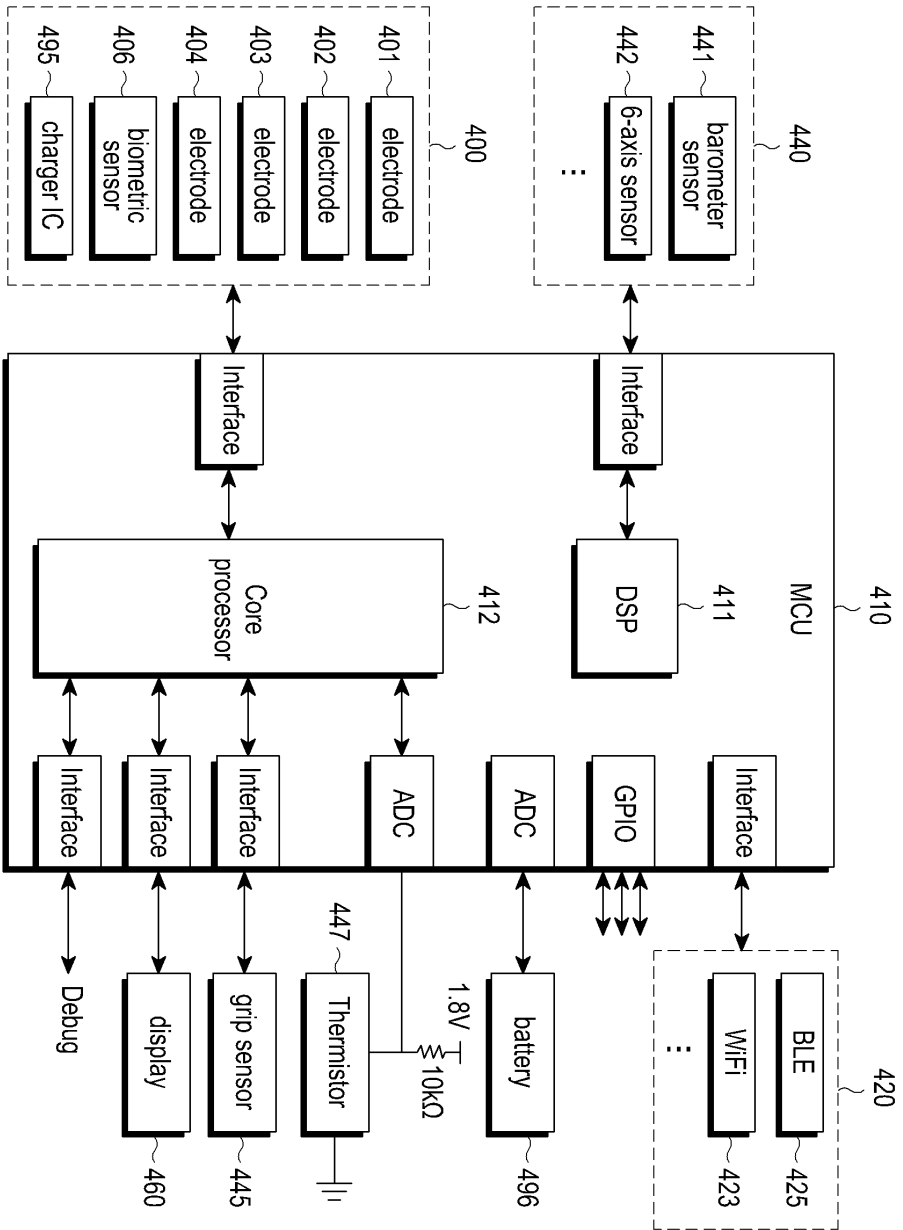 440
441
barometer
sensor
442
6-axis sensor
...
400
401
electrode
402
electrode
403
electrode
404
electrode
406
biometric
sensor
495
charger IC
410
MCU
Interface
411
DSP
Interface
412
Core
processor
Interface
GPIO
ADC
ADC
Interface
Interface
Interface
420
BLE
425
WiFi
423
...
battery
496
1.8V
10kΩ
447
Thermistor
grip sensor
445
display
460
Debug